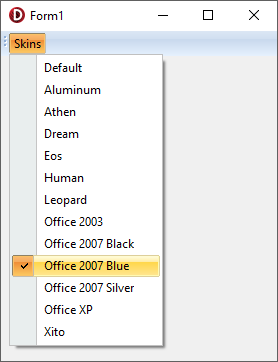 Form1
Skins
Default
Aluminum
Athen
Dream
Eos
Human
Leopard
Office 2003
Office 2007 Black
Office 2007 Blue
Office 2007 Silver
Office XP
Xito